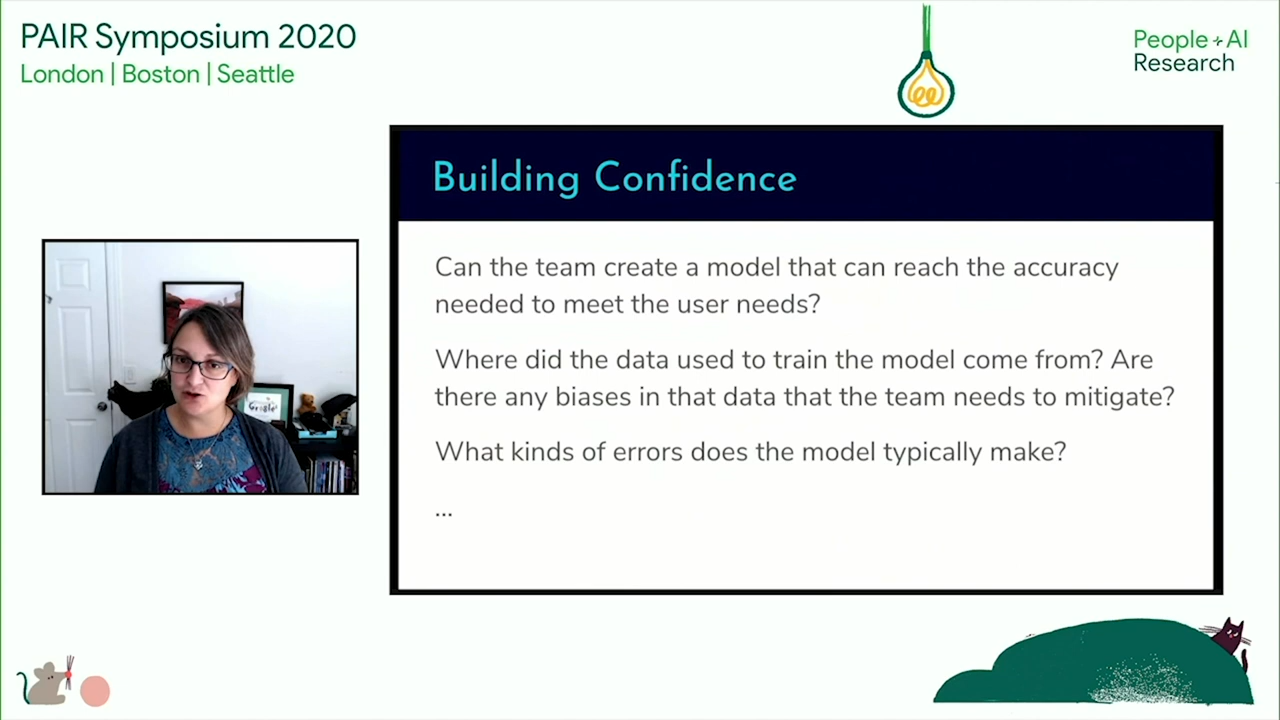 PAIR Symposium 2020
London | Boston | Seattle
People + AI
Research
Building Confidence
Can the team create a model that can reach the accuracy
needed to meet the user needs?
Where did the data used to train the model come from? Are
there any biases in that data that the team needs to mitigate?
What kinds of errors does the model typically make?
...